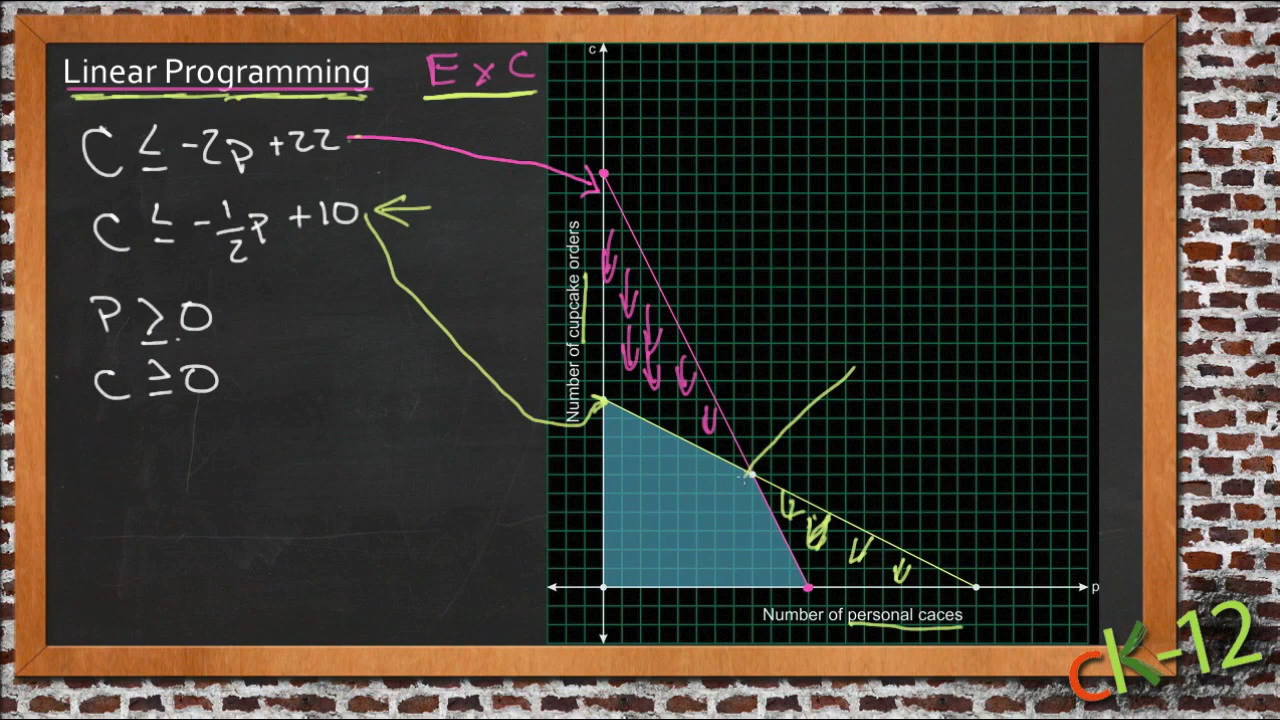 Linear Programming E x C
C ≤ -2p +22
C ≤ -1/2p +10
P ≥ 0
C ≥ 0
c
Number of cupcake orders
p
Number of personal caces
CK-12